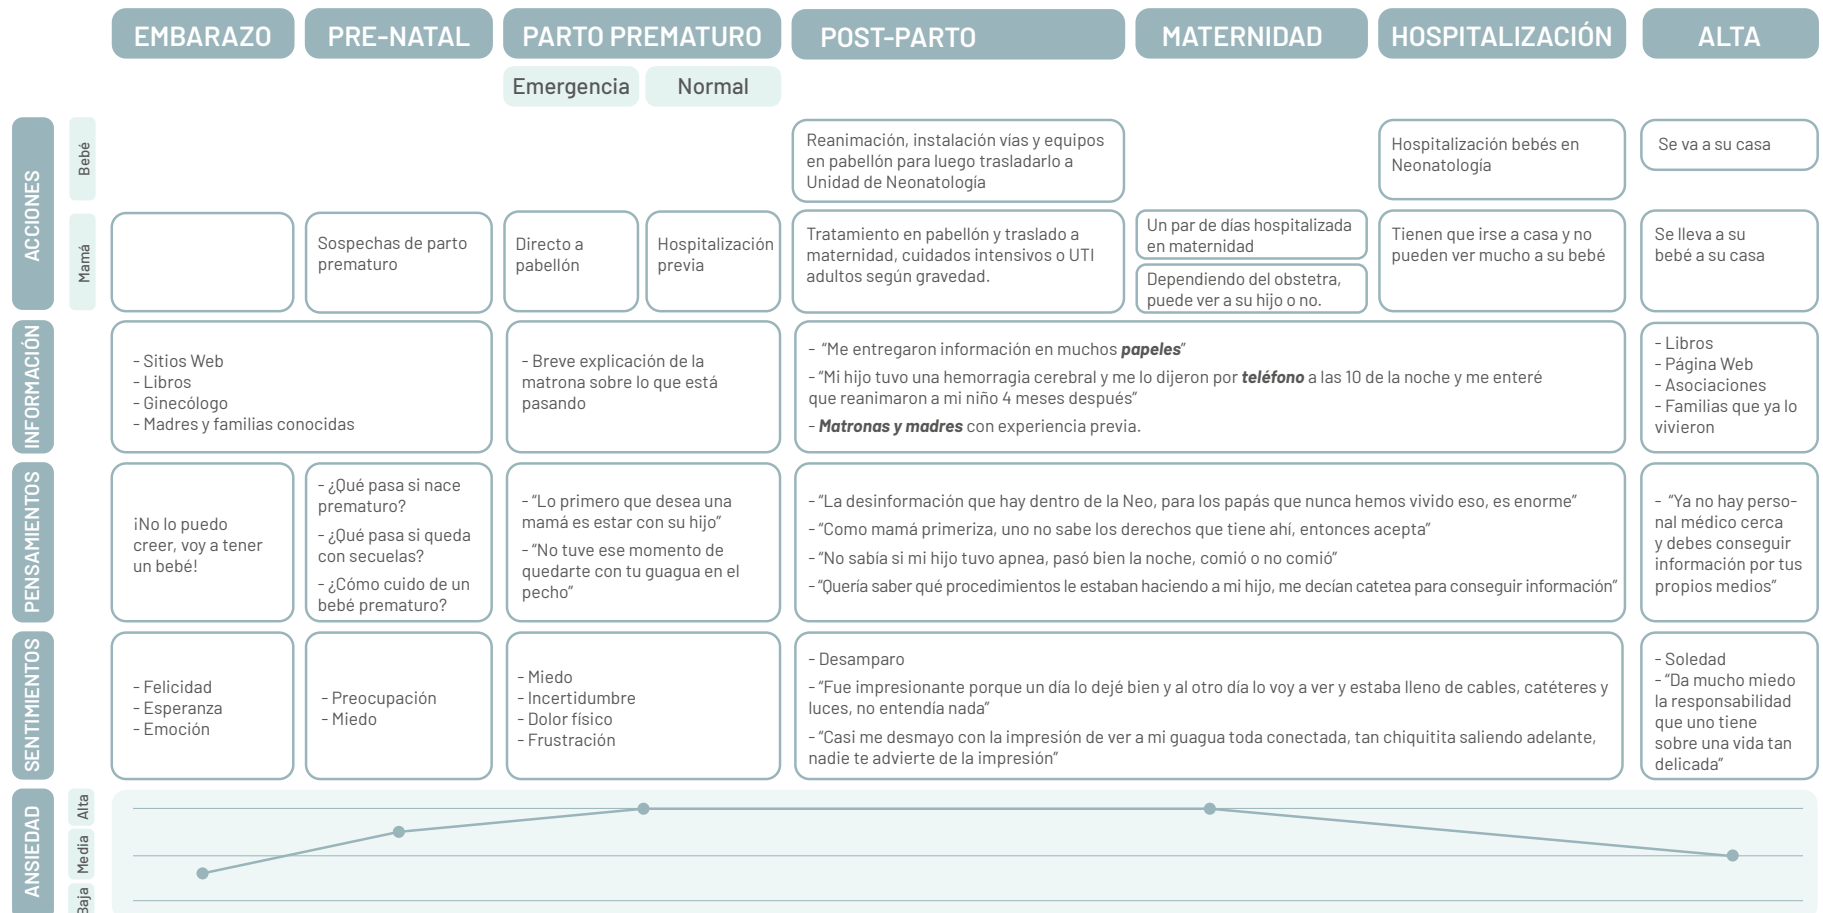 EMBARAZO
PRE-NATAL
PARTO PREMATURO
POST-PARTO
MATERNIDAD
HOSPITALIZACIÓN
ALTA
Emergencia
Normal
ACCIONES
Bebé
Reanimación, instalación vías y equipos
en pabellón para luego trasladarlo a
Unidad de Neonatología
Hospitalización bebés en
Neonatología
Se va a su casa
Mamá
Sospechas de parto
prematuro
Directo a
pabellón
Hospitalización
previa
Tratamiento en pabellón y traslado a
maternidad, cuidados intensivos o UTI
adultos según gravedad.
Un par de días hospitalizada
en maternidad
Dependiendo del obstetra,
puede ver a su hijo o no.
Tienen que irse a casa y no
pueden ver mucho a su bebé
Se lleva a su
bebé a su casa
INFORMACIÓN
- Sitios Web
- Libros
- Ginecólogo
- Madres y familias conocidas
- Breve explicación de la
matrona sobre lo que está
pasando
- “Me entregaron información en muchos papeles”
- “Mi hijo tuvo una hemorragia cerebral y me lo dijeron por teléfono a las 10 de la noche y me enteré
que reanimaron a mi niño 4 meses después”
- Matronas y madres con experiencia previa.
- Libros
- Página Web
- Asociaciones
- Familias que ya lo
vivieron
PENSAMIENTOS
¡No lo puedo
creer, voy a tener
un bebé!
- ¿Qué pasa si nace
prematuro?
- ¿Qué pasa si queda
con secuelas?
- ¿Cómo cuido de un
bebé prematuro?
- “Lo primero que desea una
mamá es estar con su hijo”
- “No tuve ese momento de
quedarte con tu guagua en el
pecho”
- “La desinformación que hay dentro de la Neo, para los papás que nunca hemos vivido eso, es enorme”
- “Como mamá primeriza, uno no sabe los derechos que tiene ahí, entonces acepta”
- “No sabía si mi hijo tuvo apnea, pasó bien la noche, comió o no comió”
- “Quería saber qué procedimientos le estaban haciendo a mi hijo, me decían catetea para conseguir información”
- “Ya no hay perso-
nal médico cerca
y debes conseguir
información por tus
propios medios”
SENTIMIENTOS
- Felicidad
- Esperanza
- Emoción
- Preocupación
- Miedo
- Miedo
- Incertidumbre
- Dolor físico
- Frustración
- Desamparo
- “Fue impresionante porque un día lo dejé bien y al otro día lo voy a ver y estaba lleno de cables, catéteres y
luces, no entendía nada”
- “Casi me desmayo con la impresión de ver a mi guagua toda conectada, tan chiquitita saliendo adelante,
nadie te advierte de la impresión”
- Soledad
- “Da mucho miedo
la responsabilidad
que uno tiene
sobre una vida tan
delicada”
ANSIEDAD
Alta
Media
Baja